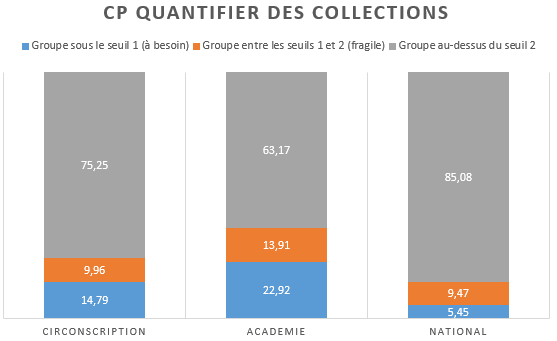 CP QUANTIFIER DES COLLECTIONS
Groupe sous le seuil 1 (à besoin) Groupe entre les seuils 1 et 2 (fragile) Groupe au-dessus du seuil 2
75,25 63,17 85,08
9,96 13,91 9,47
14,79 22,92 5,45
CIRCONSCRIPTION ACADEMIE NATIONAL